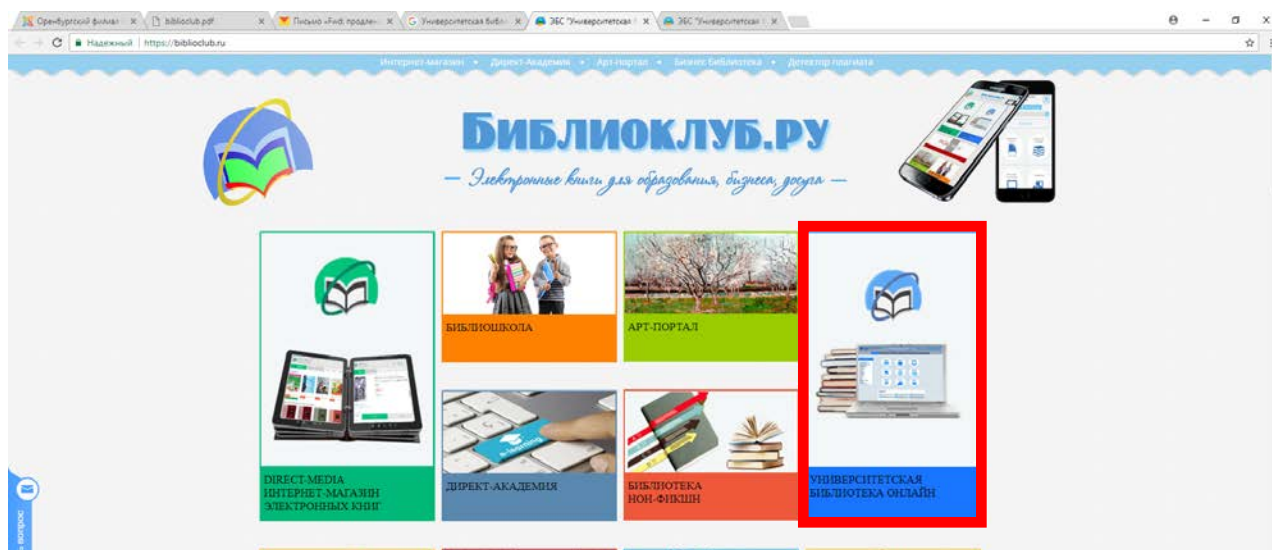 Оренбургский филиал
biblioclub.pdf
Письмо «Fwd: продле
Университетская библ
ЭБС "Университетская
ЭБС "Университетская
Надежный https://biblioclub.ru
Интернет-магазин • Директ-Академия • Арт-портал • Бизнес библиотека • Детектор плагиата
БИБЛИОКЛУБ.РУ
— Электронные книги для образования, бизнеса, досуга —
БИБЛИОШКОЛА
АРТ-ПОРТАЛ
e-learning
DIRECT-MEDIA
ИНТЕРНЕТ-МАГАЗИН
ЭЛЕКТРОННЫХ КНИГ
ДИРЕКТ-АКАДЕМИЯ
БИБЛИОТЕКА
НОН-ФИКШН
УНИВЕРСИТЕТСКАЯ
БИБЛИОТЕКА ОНЛАЙН
вопрос